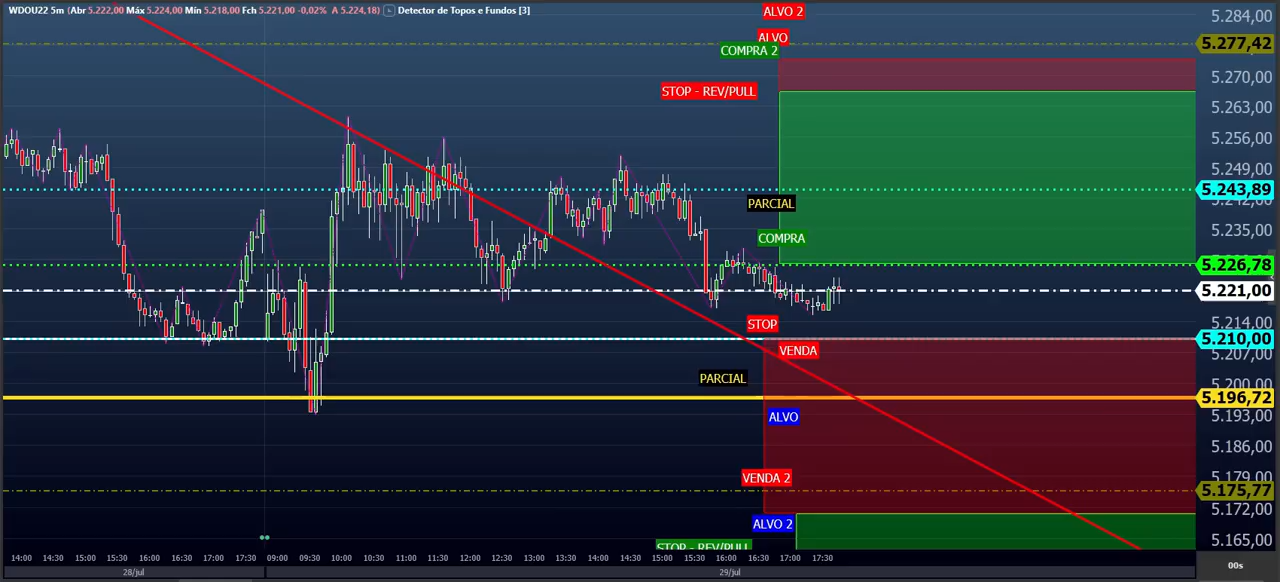 WDOU22 5m (Abr 5.222,00 Máx 5.224,00 Mín 5.218,00 Fch 5.221,00 -0,02% A 5.224,18) Detector de Topos e Fundos [3]
ALVO 2
5.284,00
ALVO
5.277,42
COMPRA 2
5.270,00
STOP - REV/PULL
5.263,00
5.256,00
5.249,00
5.243,89
5.242,00
PARCIAL
5.235,00
COMPRA
5.226,78
5.221,00
5.214,00
STOP
5.210,00
VENDA
5.207,00
PARCIAL
5.200,00
5.196,72
ALVO
5.193,00
5.186,00
5.179,00
VENDA 2
5.175,77
5.172,00
ALVO 2
5.165,00
STOP - REV/PULL
14:00 14:30 15:00 15:30 16:00 16:30 17:00 17:30 09:00 09:30 10:00 10:30 11:00 11:30 12:00 12:30 13:00 13:30 14:00 14:30 15:00 15:30 16:00 16:30 17:00 17:30
00s
28/jul 29/jul